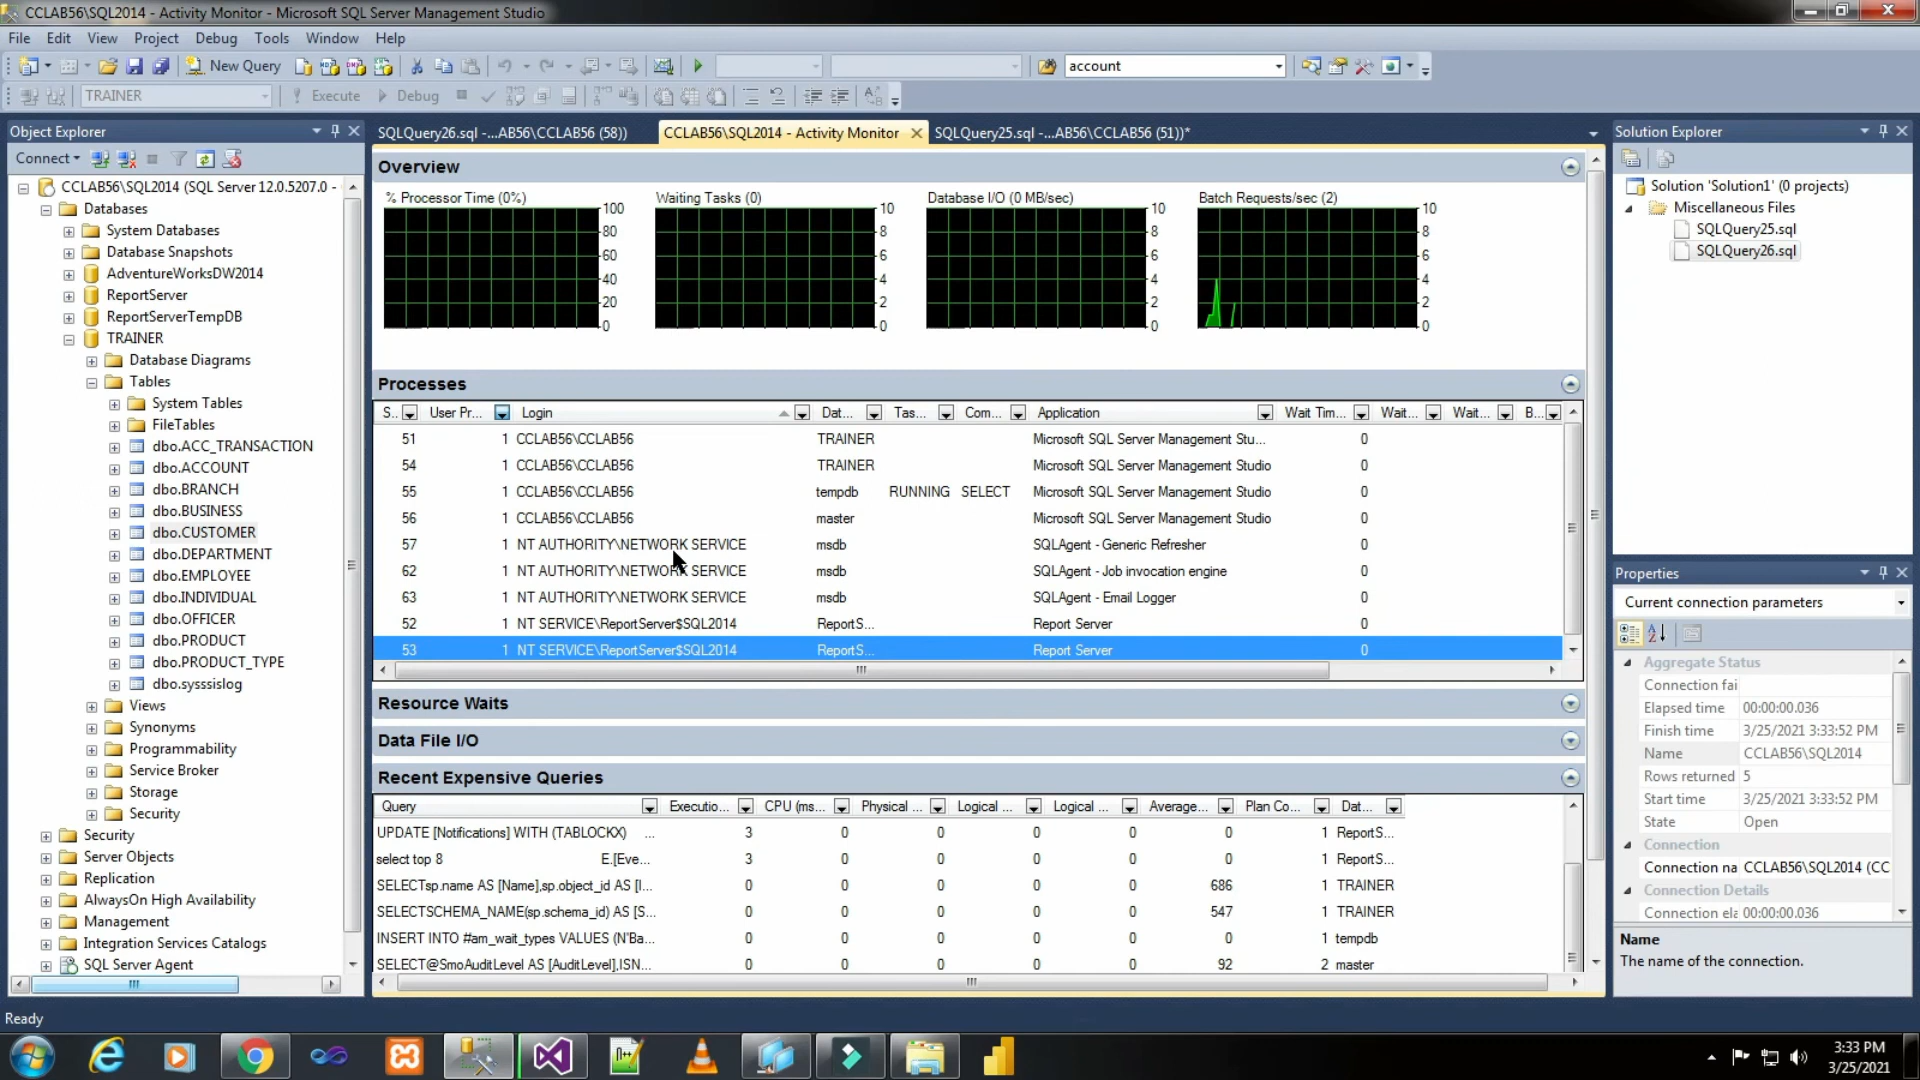 CCLAB56\SQL2014 - Activity Monitor - Microsoft SQL Server Management Studio
File Edit View Project Debug Tools Window Help
New Query account
TRAINER Execute Debug
Object Explorer
Connect
CCLAB56\SQL2014 (SQL Server 12.0.5207.0 -
Databases
System Databases
Database Snapshots
AdventureWorksDW2014
ReportServer
ReportServerTempDB
TRAINER
Database Diagrams
Tables
System Tables
FileTables
dbo.ACC_TRANSACTION
dbo.ACCOUNT
dbo.BRANCH
dbo.BUSINESS
dbo.CUSTOMER
dbo.DEPARTMENT
dbo.EMPLOYEE
dbo.INDIVIDUAL
dbo.OFFICER
dbo.PRODUCT
dbo.PRODUCT_TYPE
dbo.sysssislog
Views
Synonyms
Programmability
Service Broker
Storage
Security
Security
Server Objects
Replication
AlwaysOn High Availability
Management
Integration Services Catalogs
SQL Server Agent
SQLQuery26.sql -...AB56\CCLAB56 (58)) CCLAB56\SQL2014 - Activity Monitor SQLQuery25.sql -...AB56\CCLAB56 (51))*
Overview
% Processor Time (0%) Waiting Tasks (0) Database I/O (0 MB/sec) Batch Requests/sec (2)
100 10 10 10
80 8 8 8
60 6 6 6
40 4 4 4
20 2 2 2
0 0 0 0
Processes
S.. User Pr... Login Dat... Tas... Com... Application Wait Tim... Wait... Wait... B...
51 1 CCLAB56\CCLAB56 TRAINER Microsoft SQL Server Management Stu... 0
54 1 CCLAB56\CCLAB56 TRAINER Microsoft SQL Server Management Studio 0
55 1 CCLAB56\CCLAB56 tempdb RUNNING SELECT Microsoft SQL Server Management Studio 0
56 1 CCLAB56\CCLAB56 master Microsoft SQL Server Management Studio 0
57 1 NT AUTHORITY\NETWORK SERVICE msdb SQLAgent - Generic Refresher 0
62 1 NT AUTHORITY\NETWORK SERVICE msdb SQLAgent - Job invocation engine 0
63 1 NT AUTHORITY\NETWORK SERVICE msdb SQLAgent - Email Logger 0
52 1 NT SERVICE\ReportServer$SQL2014 ReportS... Report Server 0
53 1 NT SERVICE\ReportServer$SQL2014 ReportS... Report Server 0
Resource Waits
Data File I/O
Recent Expensive Queries
Query Executio... CPU (ms... Physical ... Logical ... Logical ... Average... Plan Co... Dat...
UPDATE [Notifications] WITH (TABLOCKX) ... 3 0 0 0 0 0 1 ReportS...
select top 8 E.[Eve... 3 0 0 0 0 0 1 ReportS...
SELECTsp.name AS [Name],sp.object_id AS [I... 0 0 0 0 0 686 1 TRAINER
SELECTSCHEMA_NAME(sp.schema_id) AS [S... 0 0 0 0 0 547 1 TRAINER
INSERT INTO #am_wait_types VALUES (N'Ba... 0 0 0 0 0 0 1 tempdb
SELECT@SmoAuditLevel AS [AuditLevel],ISN... 0 0 0 0 0 92 2 master
Solution Explorer
Solution 'Solution1' (0 projects)
Miscellaneous Files
SQLQuery25.sql
SQLQuery26.sql
Properties
Current connection parameters
Aggregate Status
Connection fai
Elapsed time 00:00:00.036
Finish time 3/25/2021 3:33:52 PM
Name CCLAB56\SQL2014
Rows returned 5
Start time 3/25/2021 3:33:52 PM
State Open
Connection
Connection na CCLAB56\SQL2014 (CC
Connection Details
Connection ela 00:00:00.036
Name
The name of the connection.
Ready
3:33 PM
3/25/2021